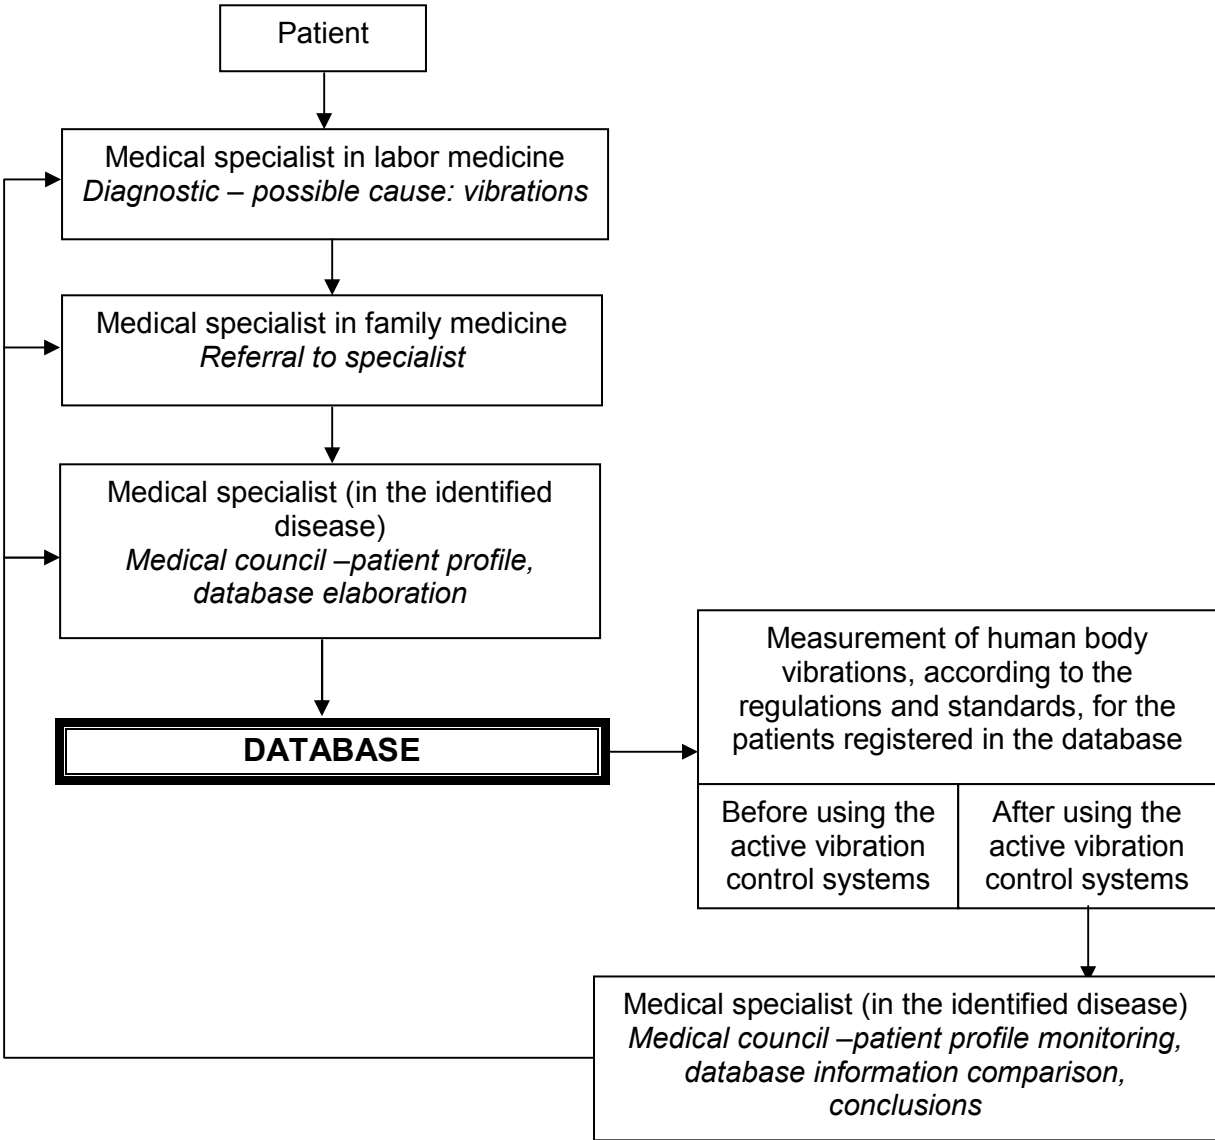 Patient
Medical specialist in labor medicine
Diagnostic – possible cause: vibrations
Medical specialist in family medicine
Referral to specialist
Medical specialist (in the identified
disease)
Medical council –patient profile,
database elaboration
DATABASE
Measurement of human body
vibrations, according to the
regulations and standards, for the
patients registered in the database
Before using the
active vibration
control systems
After using the
active vibration
control systems
Medical specialist (in the identified disease)
Medical council –patient profile monitoring,
database information comparison,
conclusions